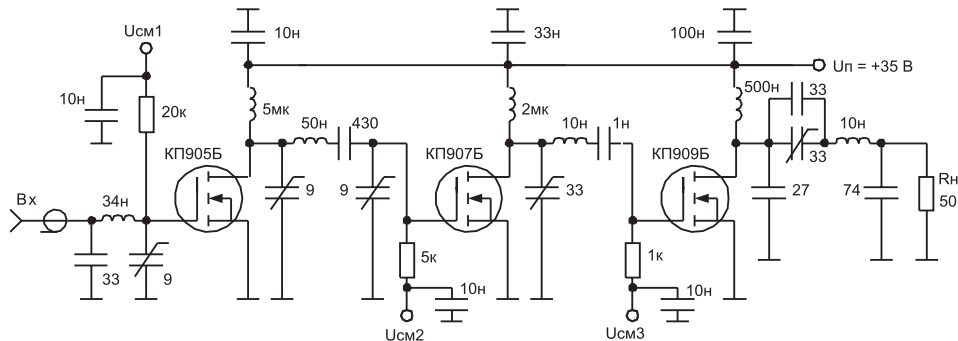 Uсм1
10н
33н
100н
Uп = +35 В
10н
20к
5мк
2мк
500н
33
50н
430
10н
1н
33
10н
КП905Б
КП907Б
КП909Б
Вх
34н
9
9
33
27
74
Rн
50
33
9
5к
1к
10н
10н
Uсм2
Uсм3